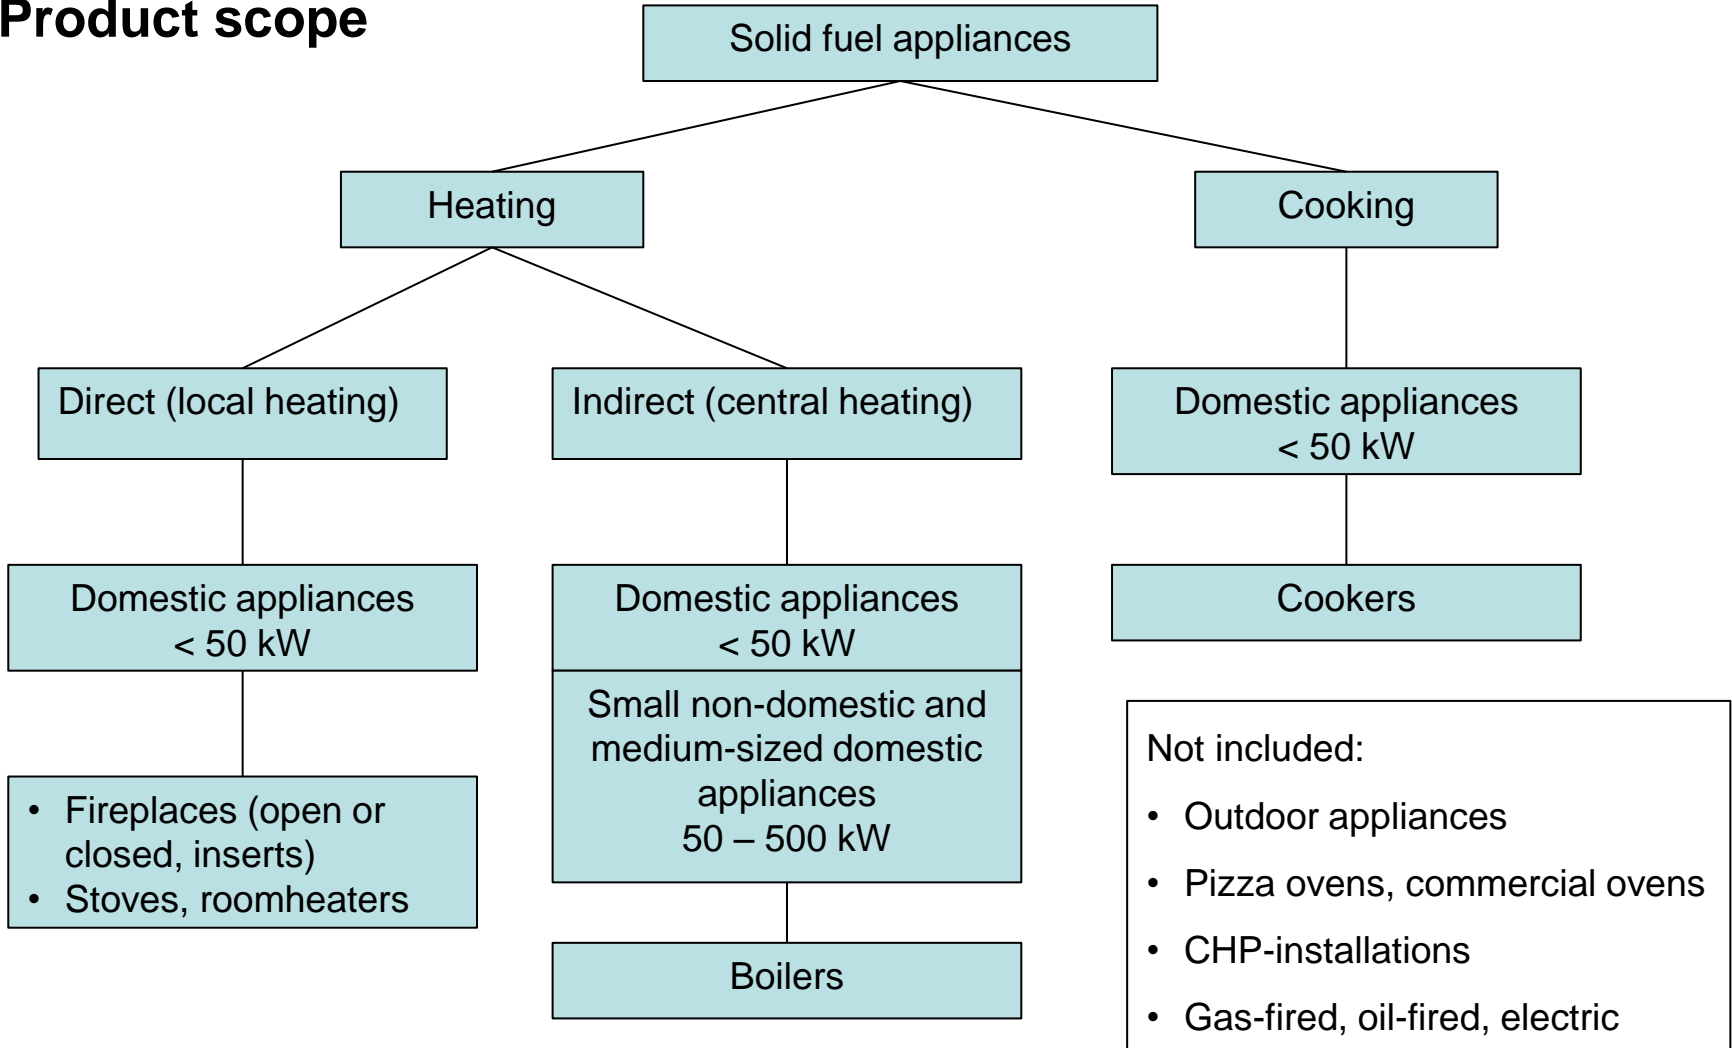 Product scope
Solid fuel appliances
Heating
Cooking
Direct (local heating)
Indirect (central heating)
Domestic appliances
< 50 kW
Domestic appliances
< 50 kW
Domestic appliances
< 50 kW
Cookers
Small non-domestic and
medium-sized domestic
appliances
50 – 500 kW
• Fireplaces (open or
closed, inserts)
• Stoves, roomheaters
Boilers
Not included:
• Outdoor appliances
• Pizza ovens, commercial ovens
• CHP-installations
• Gas-fired, oil-fired, electric